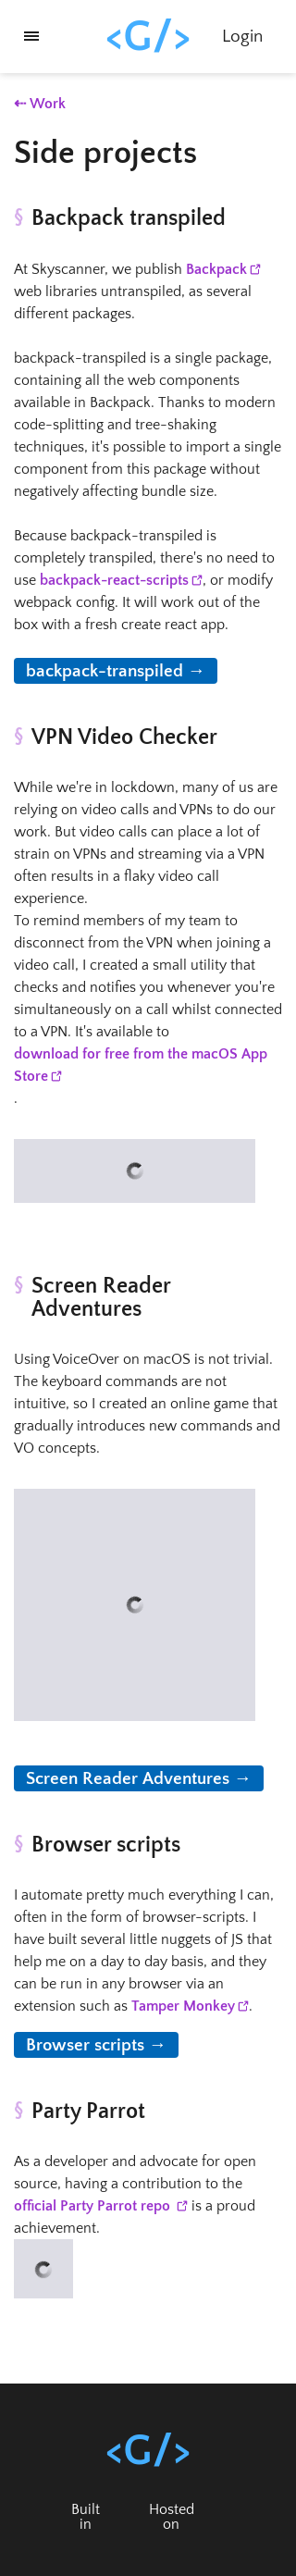 <G/> Login
⇠ Work
Side projects
§ Backpack transpiled
At Skyscanner, we publish Backpack
web libraries untranspiled, as several
different packages.
backpack-transpiled is a single package,
containing all the web components
available in Backpack. Thanks to modern
code-splitting and tree-shaking
techniques, it's possible to import a single
component from this package without
negatively affecting bundle size.
Because backpack-transpiled is
completely transpiled, there's no need to
use backpack-react-scripts, or modify
webpack config. It will work out of the
box with a fresh create react app.
backpack-transpiled →
§ VPN Video Checker
While we're in lockdown, many of us are
relying on video calls and VPNs to do our
work. But video calls can place a lot of
strain on VPNs and streaming via a VPN
often results in a flaky video call
experience.
To remind members of my team to
disconnect from the VPN when joining a
video call, I created a small utility that
checks and notifies you whenever you're
simultaneously on a call whilst connected
to a VPN. It's available to
download for free from the macOS App
Store
.
§ Screen Reader
Adventures
Using VoiceOver on macOS is not trivial.
The keyboard commands are not
intuitive, so I created an online game that
gradually introduces new commands and
VO concepts.
Screen Reader Adventures →
§ Browser scripts
I automate pretty much everything I can,
often in the form of browser-scripts. I
have built several little nuggets of JS that
help me on a day to day basis, and they
can be run in any browser via an
extension such as Tamper Monkey.
Browser scripts →
§ Party Parrot
As a developer and advocate for open
source, having a contribution to the
official Party Parrot repo is a proud
achievement.
<G/>
Built Hosted
in on